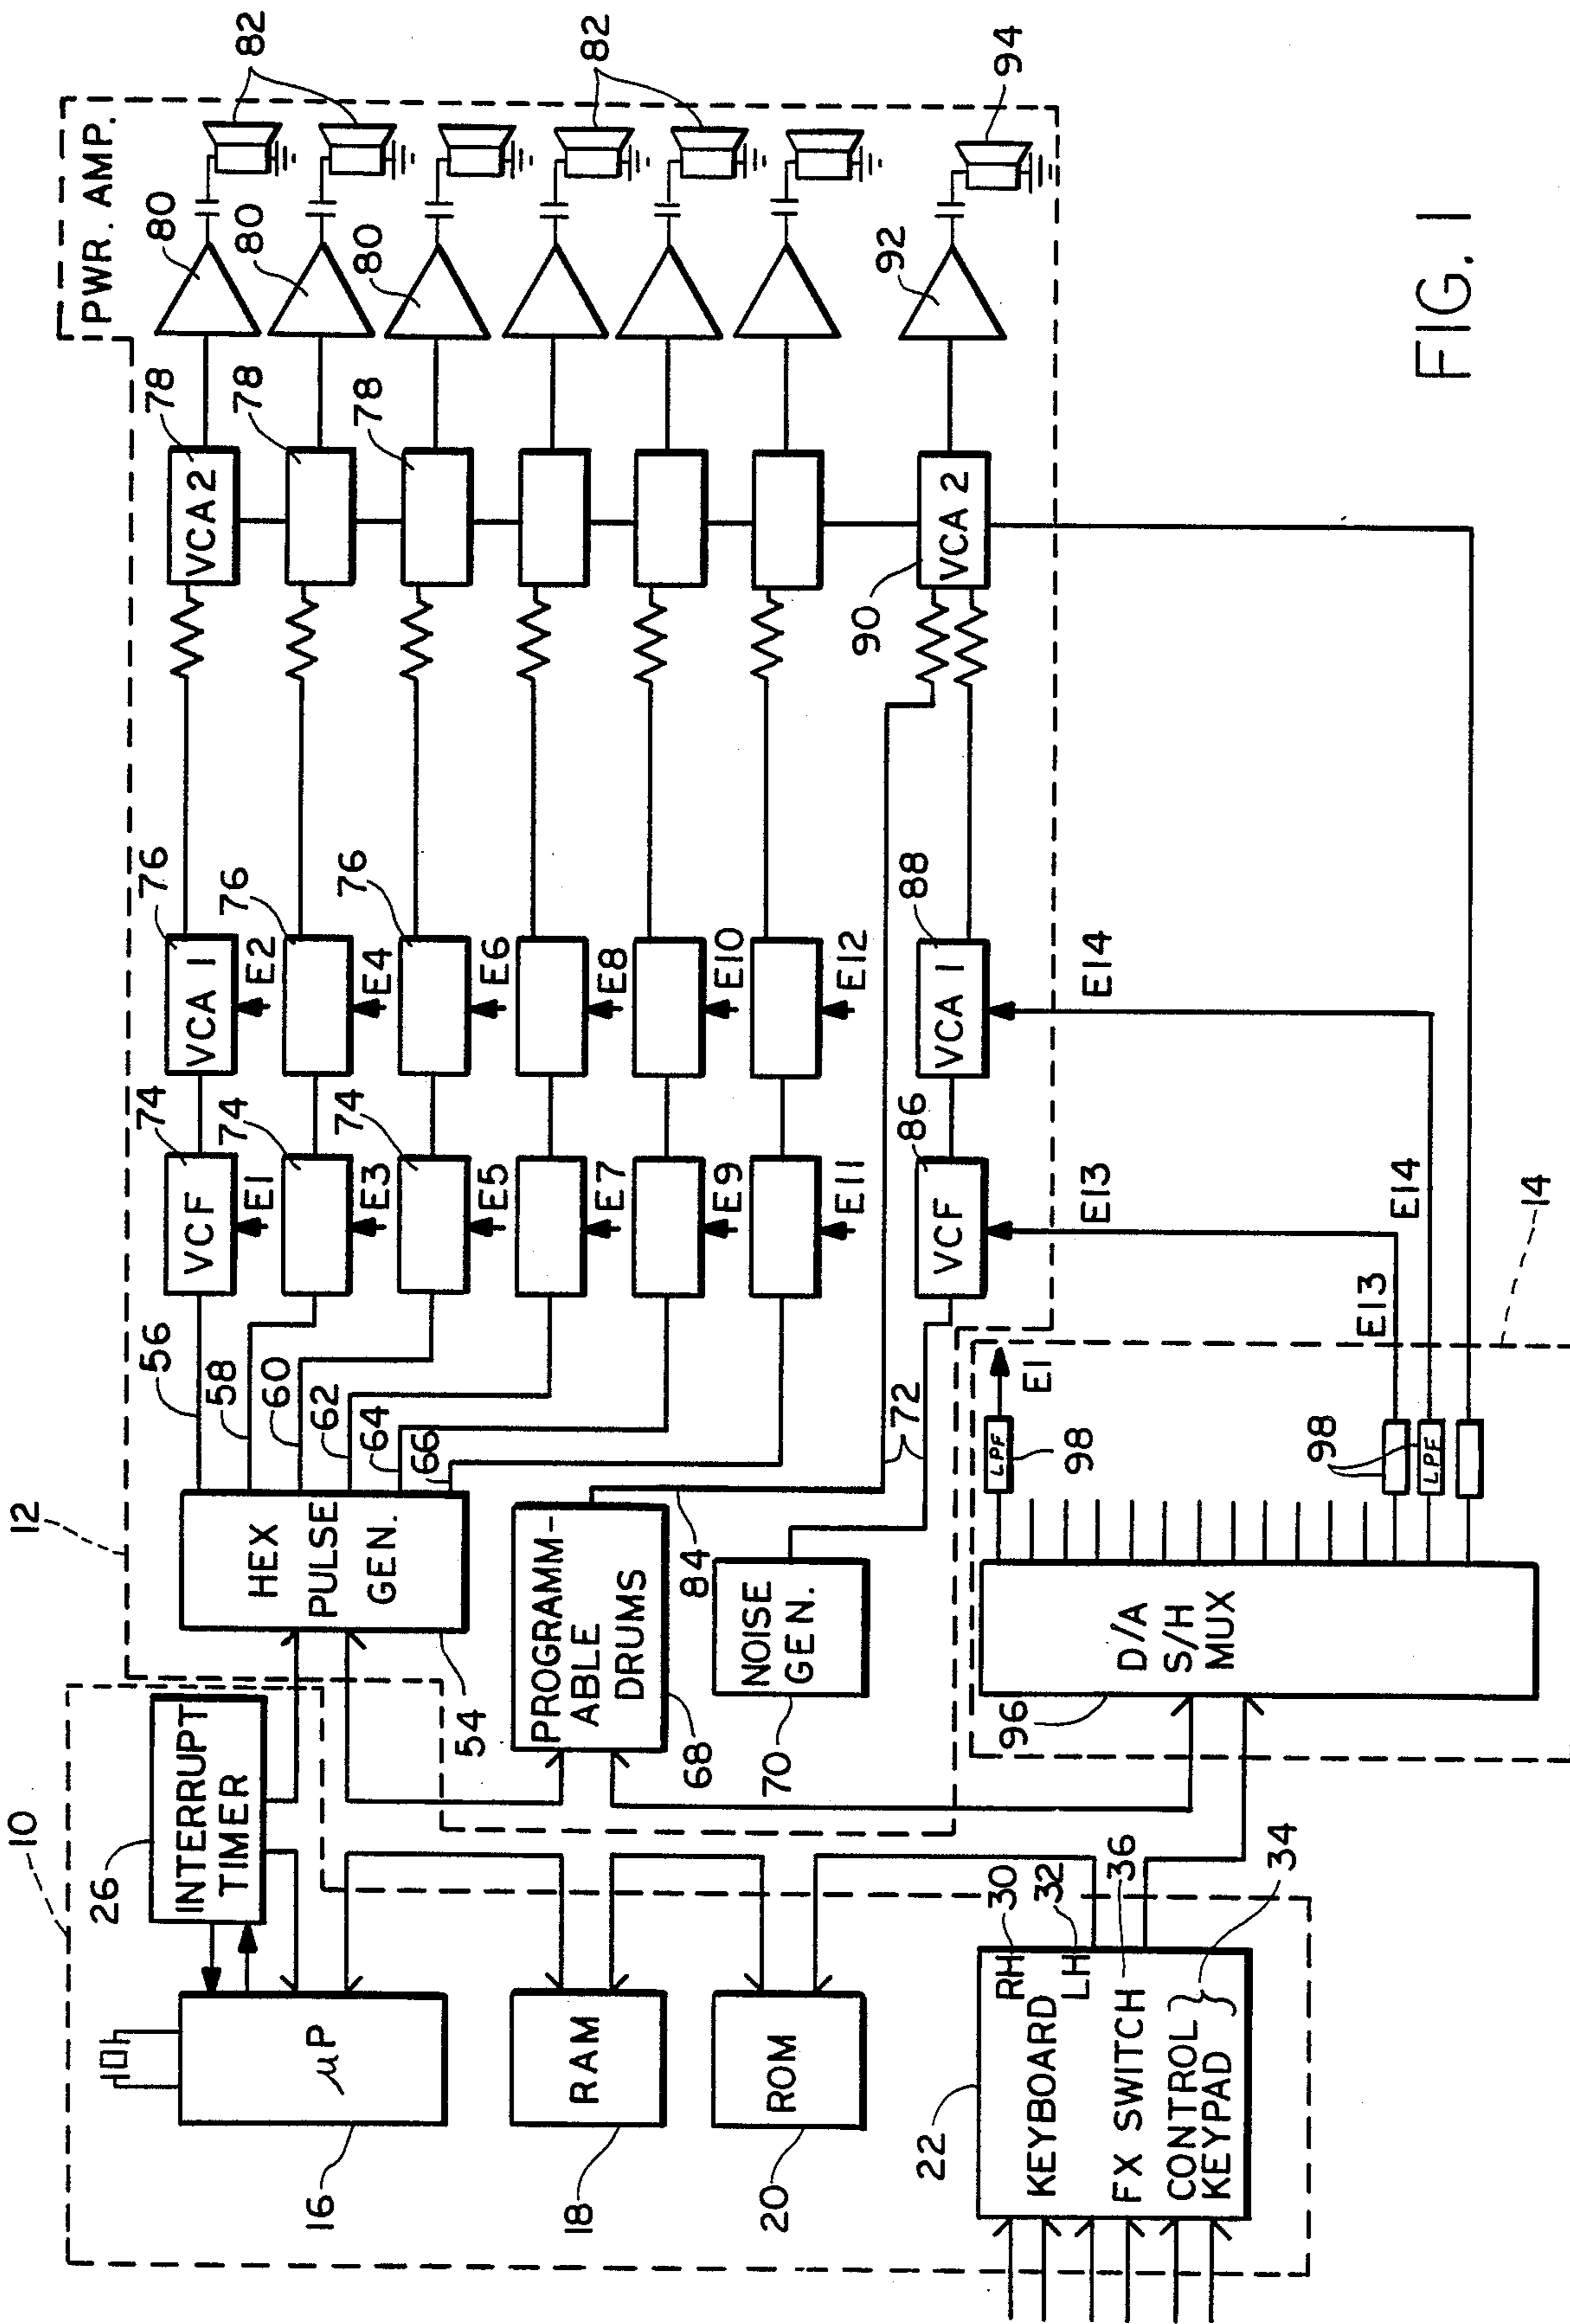 PWR. AMP.
82
82
94
80
80
80
92
78
VCA 2
78
78
90
VCA 2
76
VCA 1
E2
76
E4
76
E6
E8
E10
E12
88
VCA 1
E14
74
VCF
E1
74
E3
74
E5
E7
E9
E11
86
VCF
E13
E14
E13
14
56
58
60
62
64
66
72
84
E1
LPF
98
98
LPF
12
HEX
PULSE
GEN.
54
PROGRAMM-
ABLE
DRUMS
68
NOISE
GEN.
70
D/A
S/H
MUX
96
10
26
INTERRUPT
TIMER
μP
16
RAM
18
ROM
20
22
KEYBOARD
RH
30
LH
32
FX SWITCH
36
CONTROL
KEYPAD
34
FIG. 1